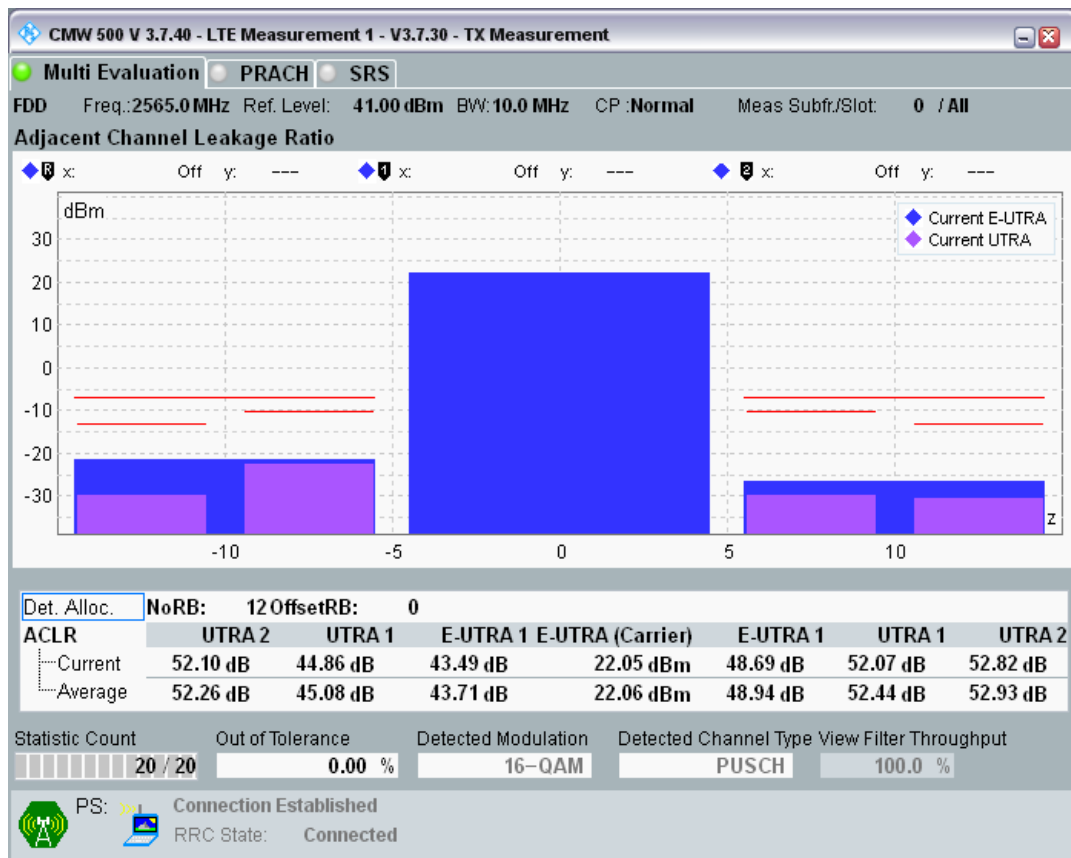 CMW 500 V 3.7.40 - LTE Measurement 1 - V3.7.30 - TX Measurement
Multi Evaluation PRACH SRS
FDD Freq.:2565.0 MHz Ref. Level: 41.00 dBm BW: 10.0 MHz CP :Normal Meas Subfr./Slot: 0 / All
Adjacent Channel Leakage Ratio
R x: Off y: --- 1 x: Off y: --- 2 x: Off y: ---
dBm
Current E-UTRA
Current UTRA
30
20
10
0
-10
-20
-30
z
-10 -5 0 5 10
Det. Alloc. NoRB: 12 OffsetRB: 0
ACLR UTRA 2 UTRA 1 E-UTRA 1 E-UTRA (Carrier) E-UTRA 1 UTRA 1 UTRA 2
Current 52.10 dB 44.86 dB 43.49 dB 22.05 dBm 48.69 dB 52.07 dB 52.82 dB
Average 52.26 dB 45.08 dB 43.71 dB 22.06 dBm 48.94 dB 52.44 dB 52.93 dB
Statistic Count Out of Tolerance Detected Modulation Detected Channel Type View Filter Throughput
20 / 20 0.00 % 16-QAM PUSCH 100.0 %
PS: Connection Established
RRC State: Connected